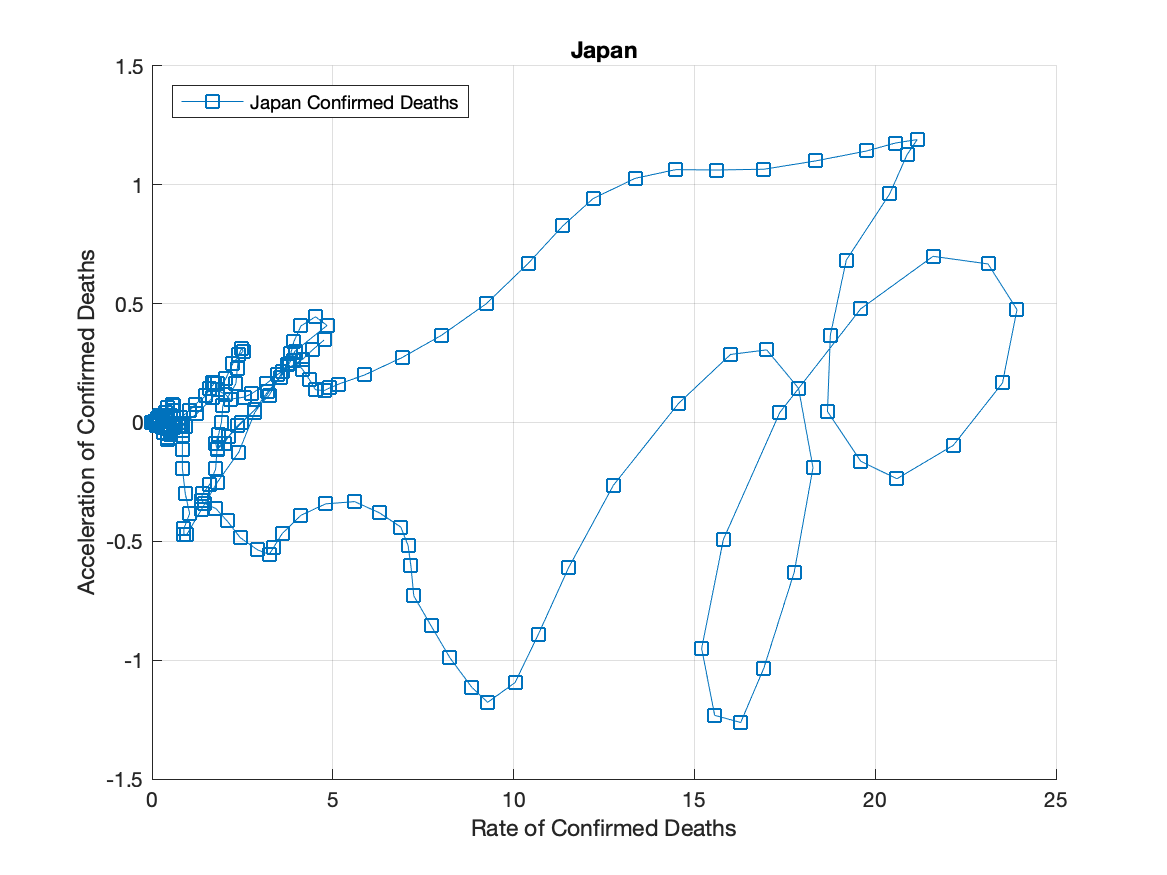 Japan
1.5
Japan Confirmed Deaths
1
0.5
0
-0.5
-1
-1.5
Acceleration of Confirmed Deaths
0 5 10 15 20 25
Rate of Confirmed Deaths